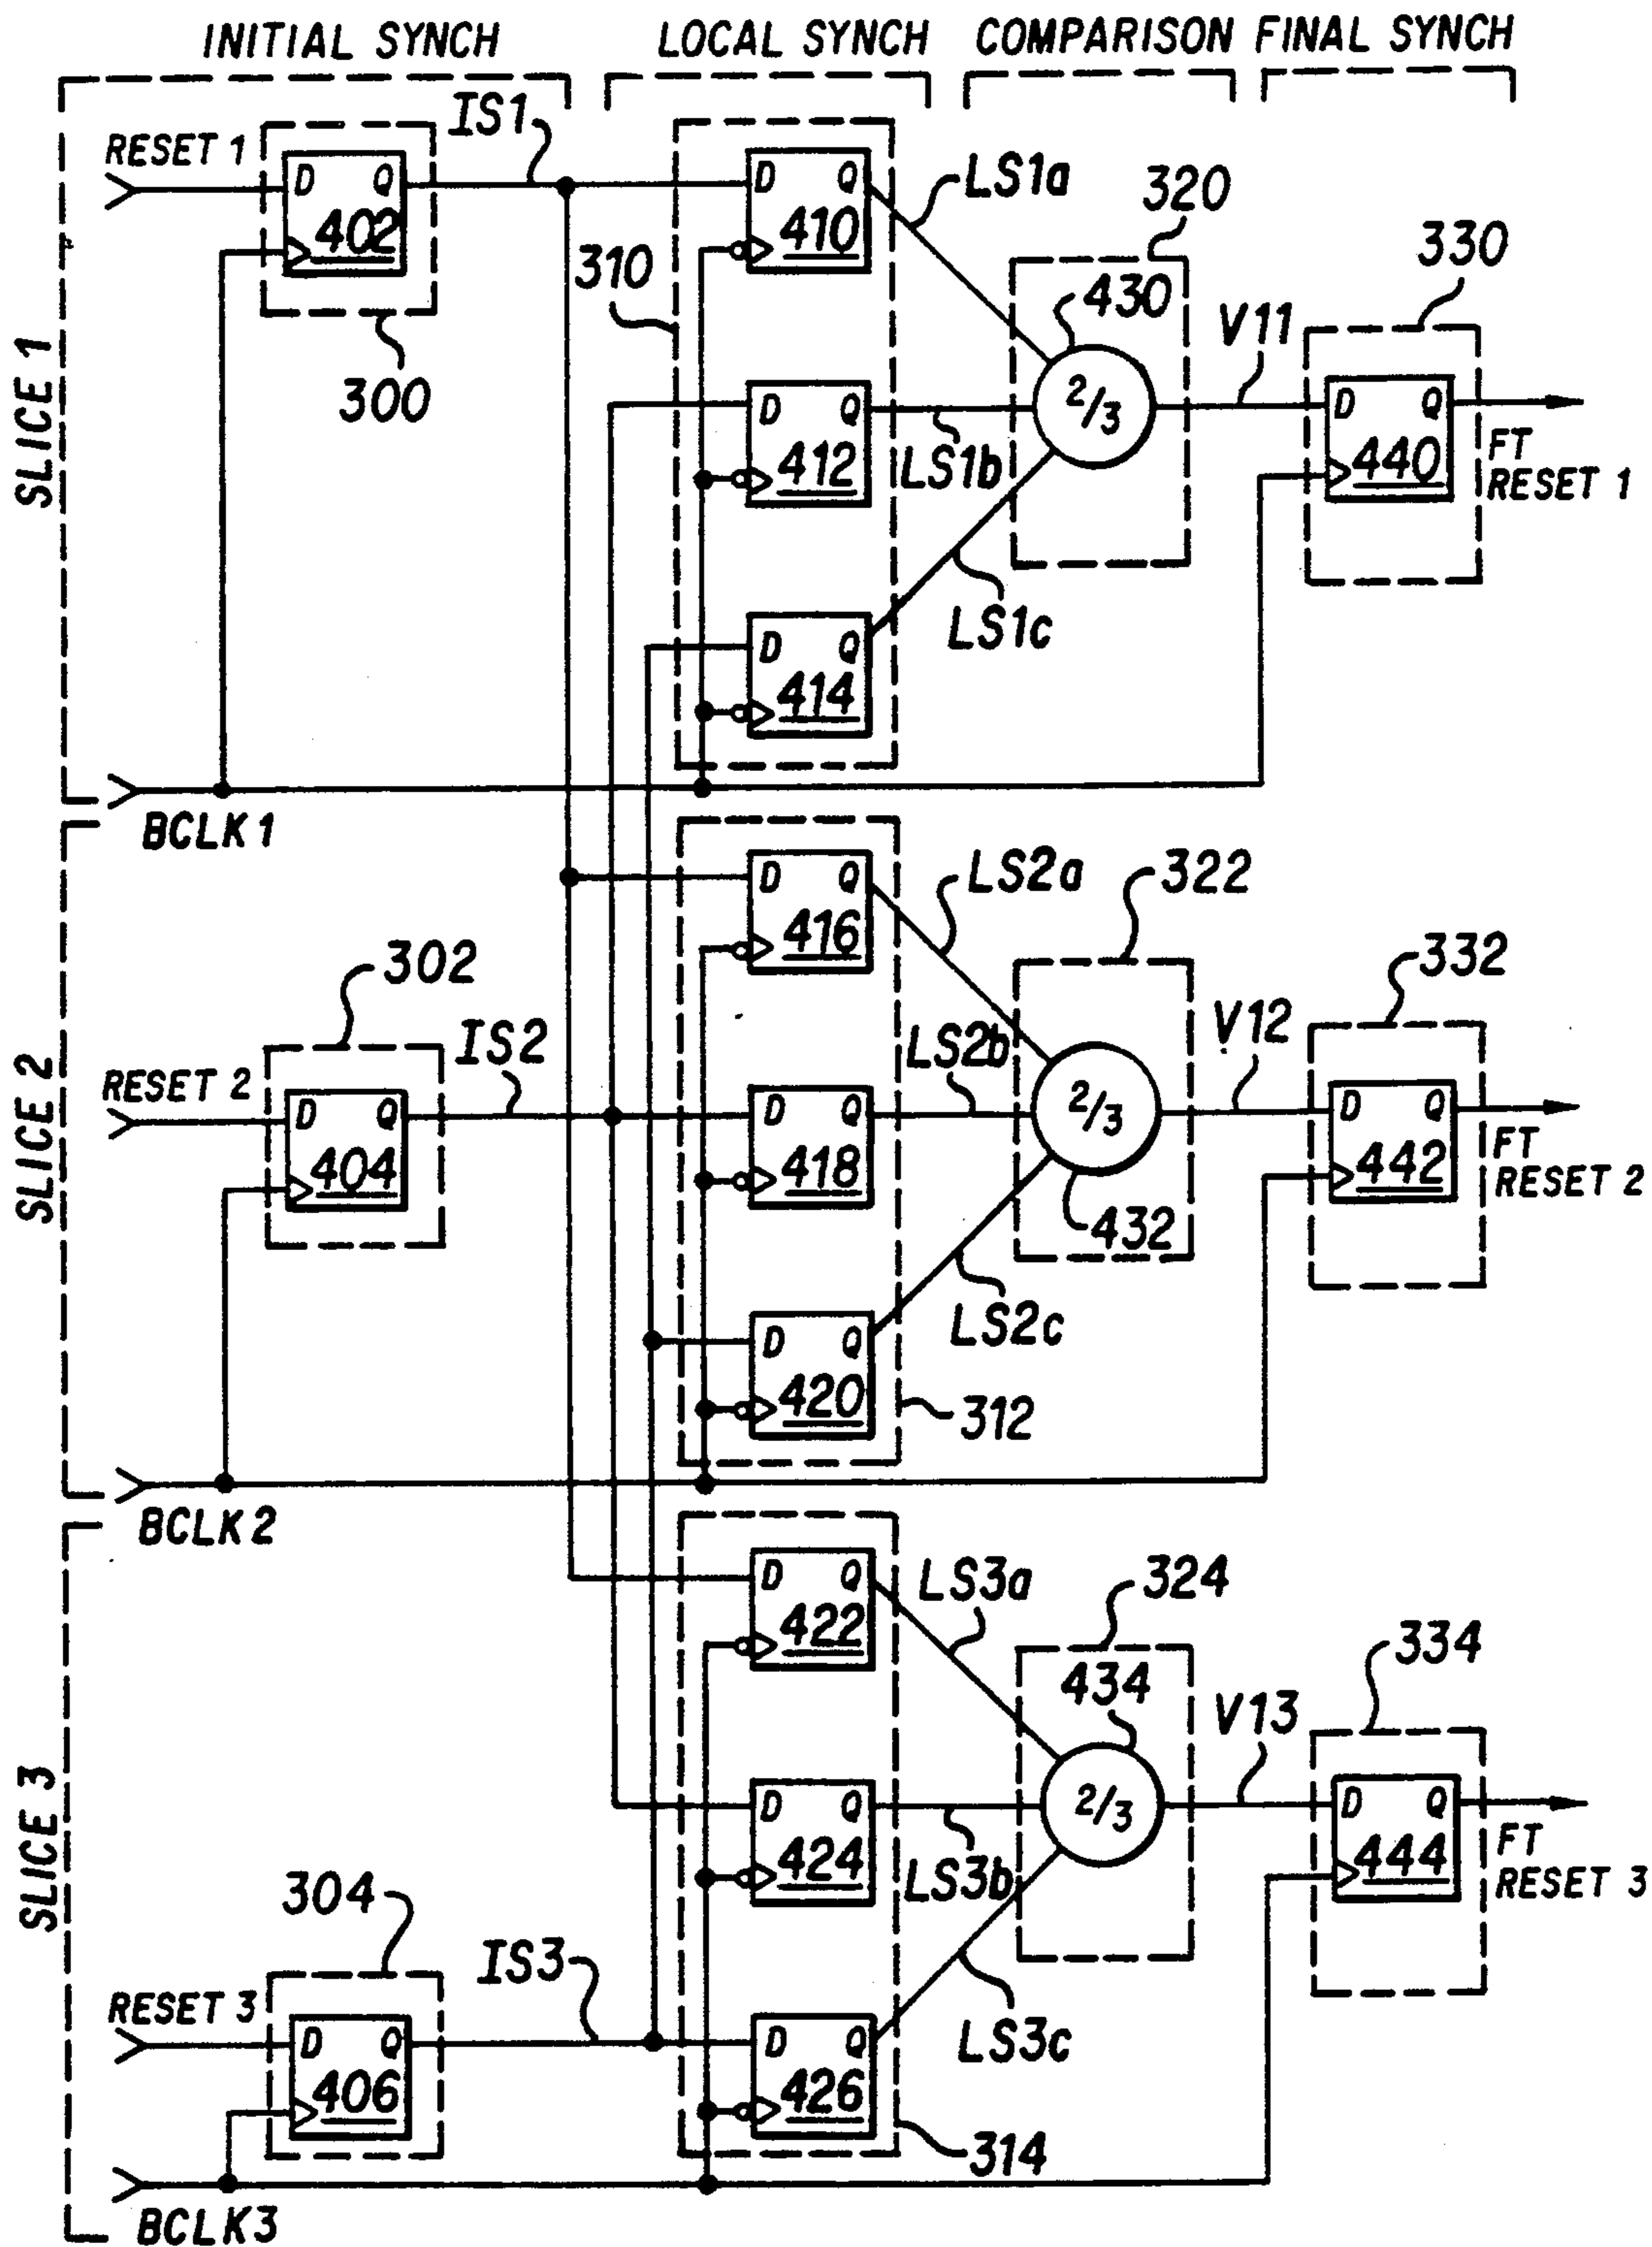 INITIAL SYNCH
LOCAL SYNCH
COMPARISON
FINAL SYNCH
SLICE 1
RESET 1
D Q
402
300
IS1
310
D Q
410
LS1a
D Q
412
LS1b
D Q
414
LS1c
320
430
2/3
V11
330
D Q
440
FT
RESET 1
BCLK1
SLICE 2
302
RESET 2
D Q
404
IS2
D Q
416
LS2a
D Q
418
LS2b
D Q
420
LS2c
312
322
2/3
432
V12
332
D Q
442
FT
RESET 2
BCLK2
SLICE 3
304
RESET 3
D Q
406
IS3
D Q
422
LS3a
D Q
424
LS3b
D Q
426
LS3c
314
324
434
2/3
V13
334
D Q
444
FT
RESET 3
BCLK3